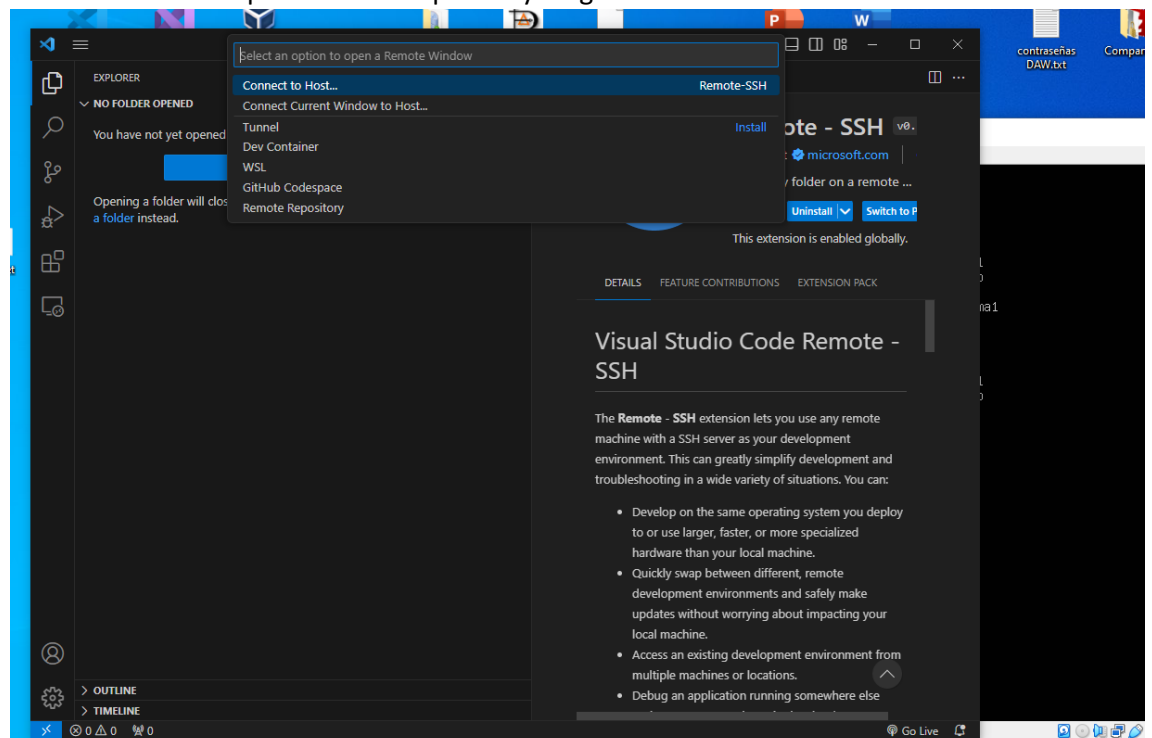 P
W
contraseñas
DAW.txt
Compar
Select an option to open a Remote Window
Connect to Host... Remote-SSH
Connect Current Window to Host...
Tunnel Install
Dev Container
WSL
GitHub Codespace
Remote Repository
EXPLORER
NO FOLDER OPENED
You have not yet opened
Opening a folder will clos
a folder instead.
ote - SSH v0.
microsoft.com
y folder on a remote ...
Uninstall Switch to P
This extension is enabled globally.
DETAILS FEATURE CONTRIBUTIONS EXTENSION PACK
Visual Studio Code Remote -
SSH
The Remote - SSH extension lets you use any remote
machine with a SSH server as your development
environment. This can greatly simplify development and
troubleshooting in a wide variety of situations. You can:
• Develop on the same operating system you deploy
to or use larger, faster, or more specialized
hardware than your local machine.
• Quickly swap between different, remote
development environments and safely make
updates without worrying about impacting your
local machine.
• Access an existing development environment from
multiple machines or locations.
• Debug an application running somewhere else
ma1
OUTLINE
TIMELINE
0 0 0 Go Live